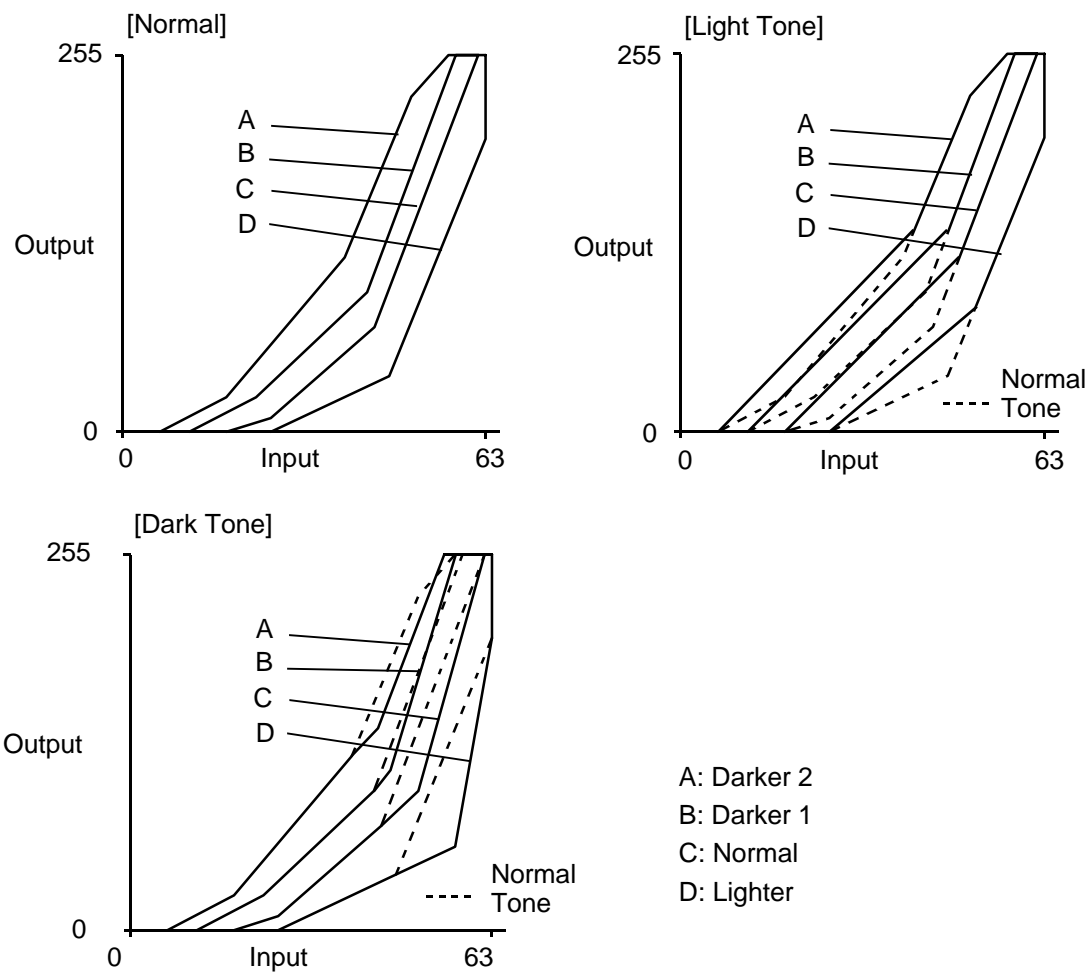 [Normal]
255
A
B
C
D
Output
0
0
Input
63
[Light Tone]
255
A
B
C
D
Output
Normal
Tone
0
0
Input
63
[Dark Tone]
255
A
B
C
D
Output
Normal
Tone
0
0
Input
63
A: Darker 2
B: Darker 1
C: Normal
D: Lighter